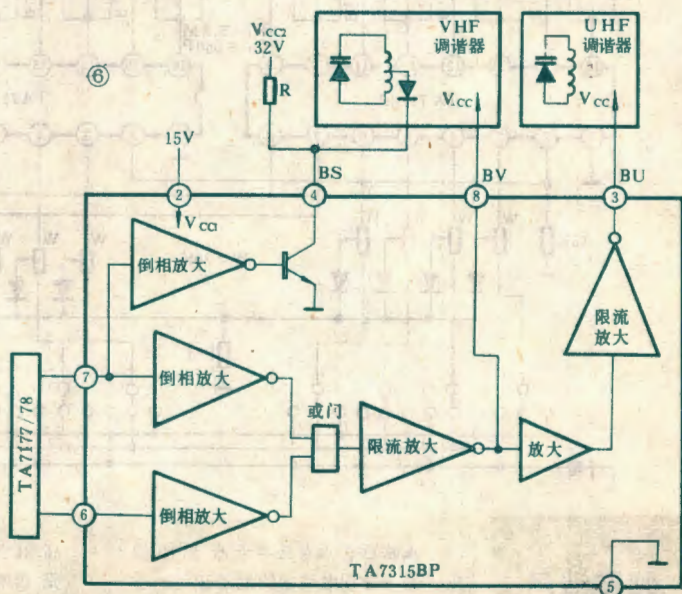 ⑥
V_CC2
32V
R
VHF
调谐器
V_CC
UHF
调谐器
V_CC
15V
BS
BV
BU
②
④
⑧
③
V_CC1
倒相放大
限流
放大
⑦
倒相放大
或门
限流放大
放大
TA7177/78
⑥
倒相放大
TA7315BP
⑤